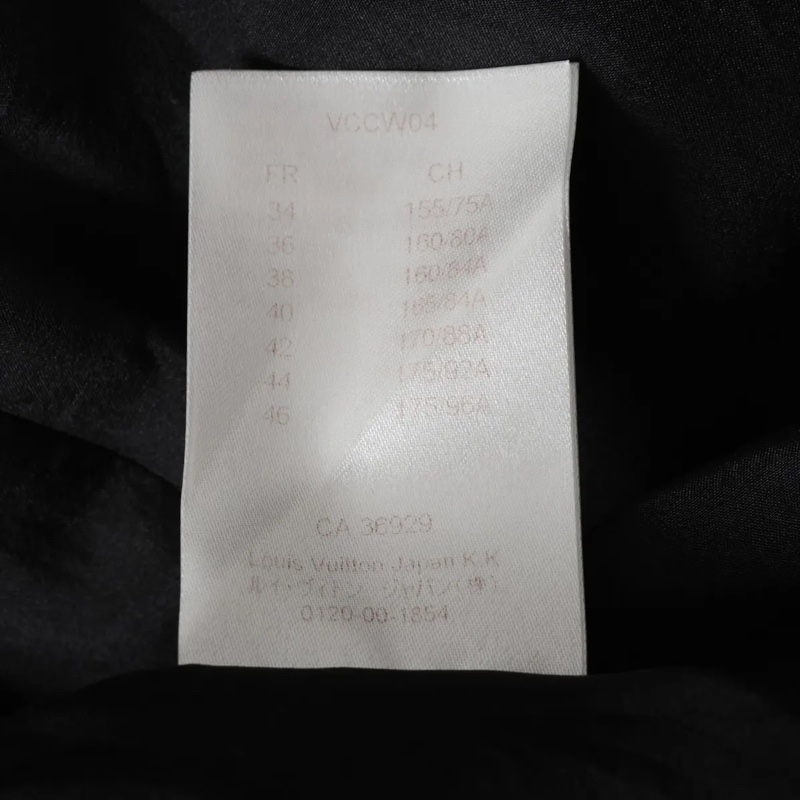 VCCW04
FR CH
34 155/75A
36 160/80A
38 160/84A
40 165/84A
42 170/88A
44 175/92A
46 175/96A
CA 36929
Louis Vuitton Japan K.K
ルイ・ヴィトン ジャパン(株)
0120-00-1854